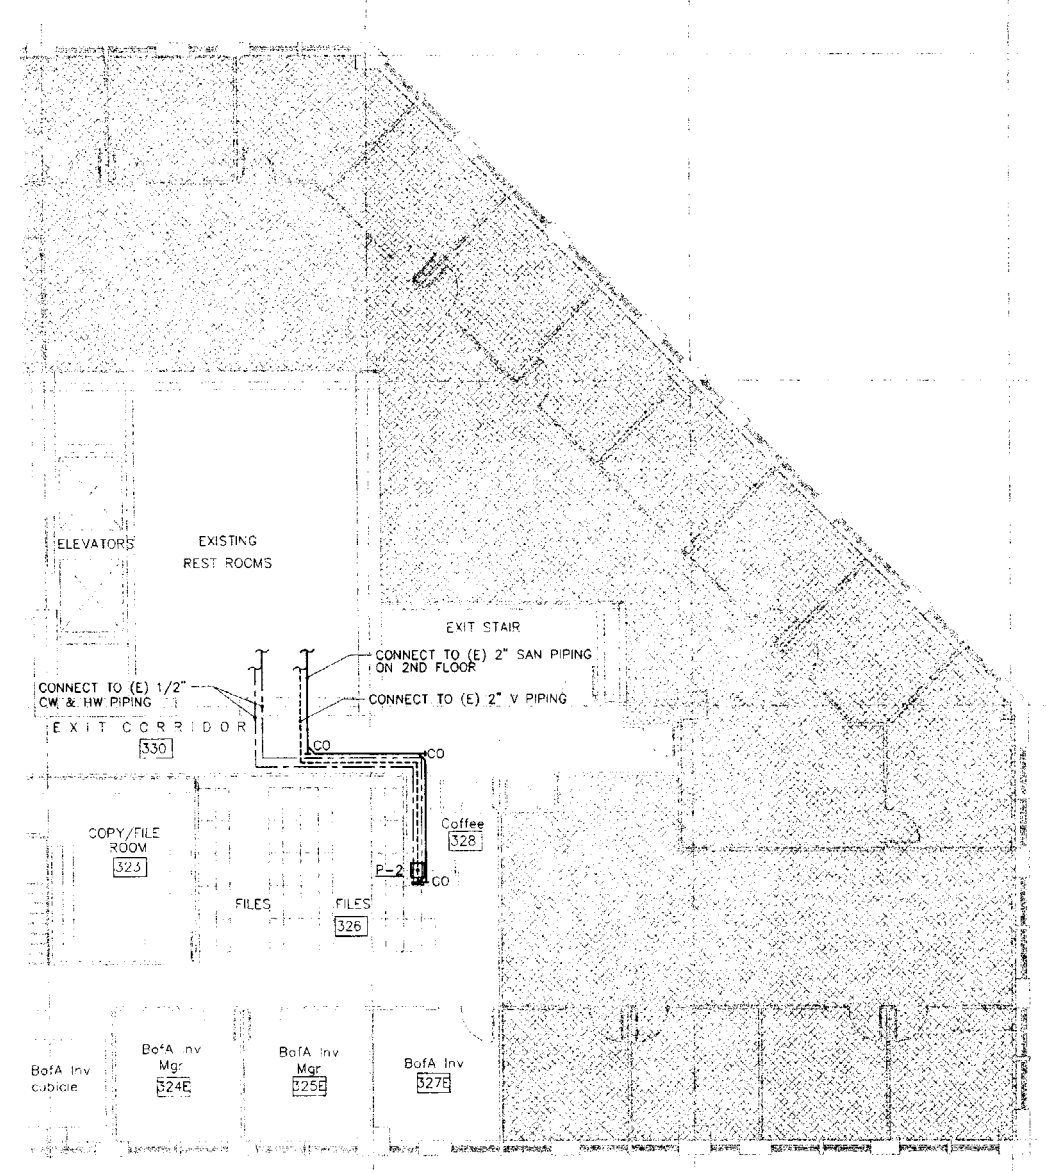 ELEVATORS
EXISTING
REST ROOMS
EXIT STAIR
CONNECT TO (E) 2" SAN PIPING
ON 2ND FLOOR
CONNECT TO (E) 1/2"
CW & HW PIPING
CONNECT TO (E) 2" V PIPING
EXIT CORRIDOR
330
CO
CO
COPY/FILE
ROOM
323
Coffee
328
P-2
CO
FILES
FILES
326
BofA Inv
cubicle
BofA Inv
Mgr
324E
BofA Inv
Mgr
325E
BofA Inv
327E